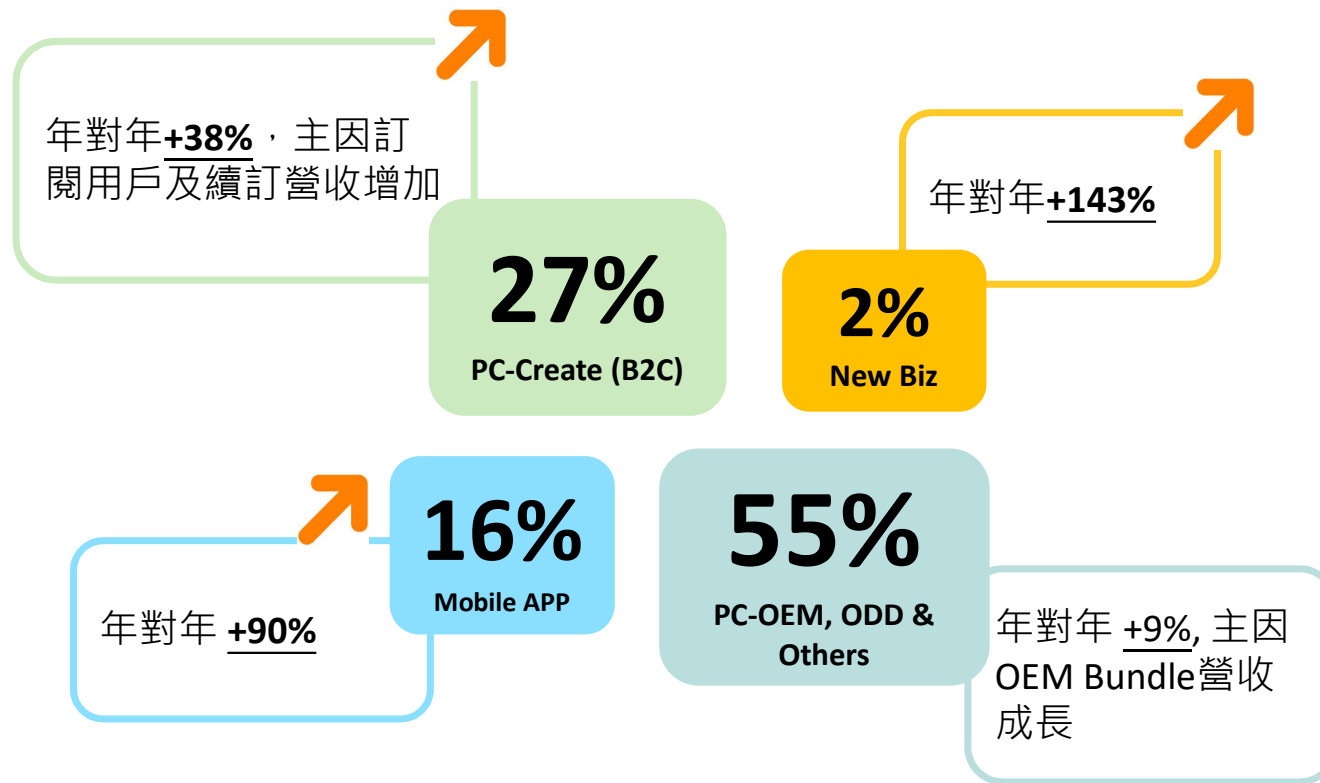 年對年+38%，主因訂
閱用戶及續訂營收增加
27%
PC-Create (B2C)
年對年+143%
2%
New Biz
16%
Mobile APP
年對年 +90%
55%
PC-OEM, ODD &
Others
年對年 +9%, 主因
OEM Bundle營收
成長